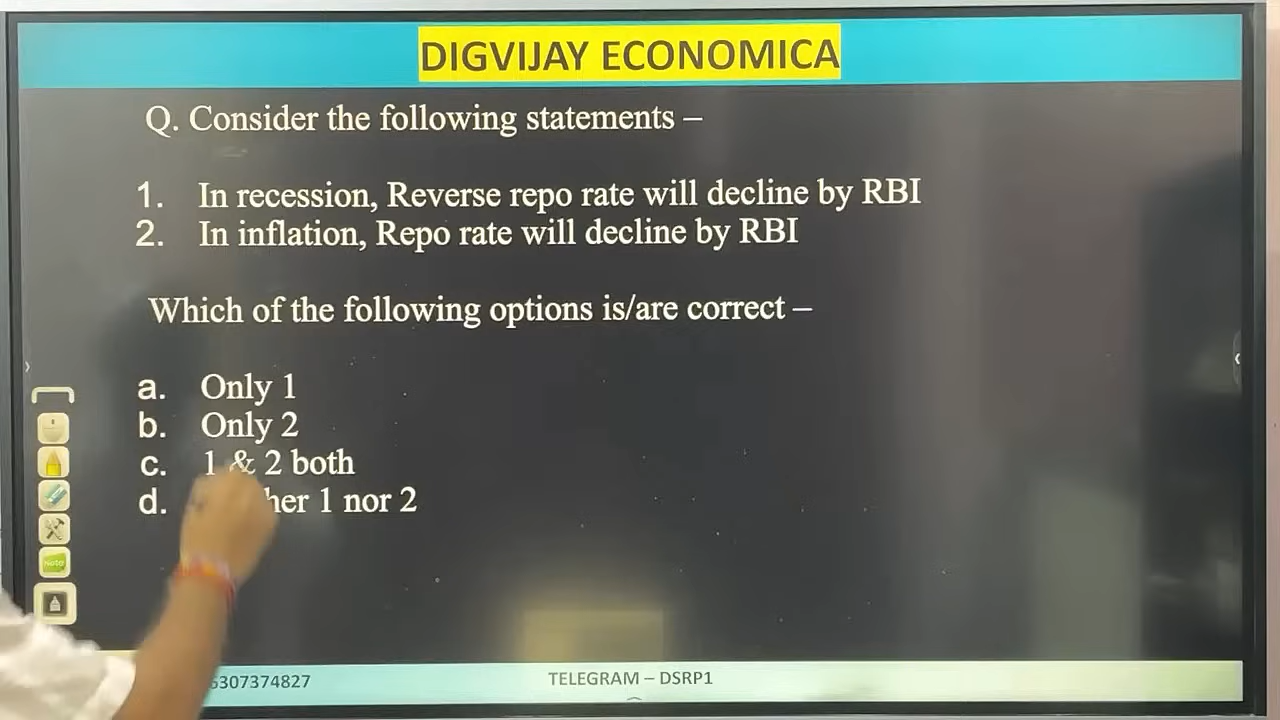 DIGVIJAY ECONOMICA
Q. Consider the following statements –
1. In recession, Reverse repo rate will decline by RBI
2. In inflation, Repo rate will decline by RBI
Which of the following options is/are correct –
a. Only 1
b. Only 2
c. 1 & 2 both
d. her 1 nor 2
307374827 TELEGRAM – DSRP1